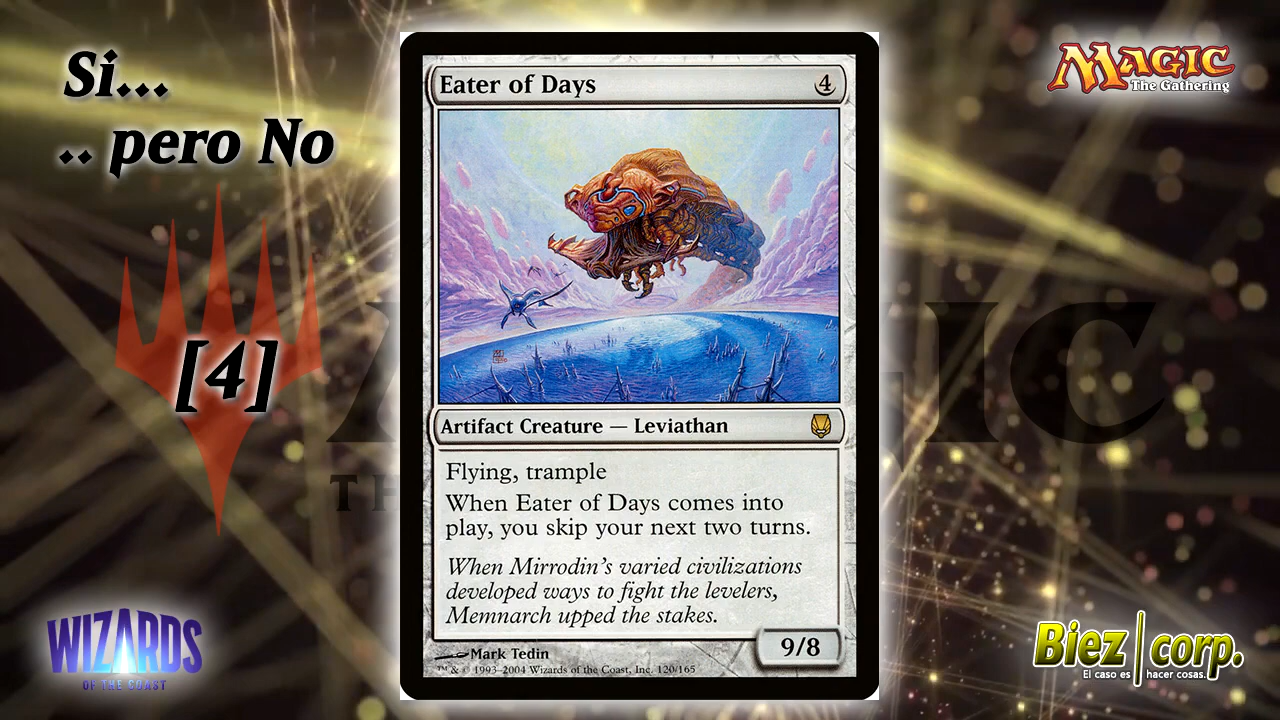 Si...
.. pero No
[4]
MAGIC
The Gathering
Eater of Days
4
Artifact Creature — Leviathan
Flying, trample
When Eater of Days comes into
play, you skip your next two turns.
When Mirrodin's varied civilizations
developed ways to fight the levelers,
Memnarch upped the stakes.
9/8
Mark Tedin
™ & © 1993–2004 Wizards of the Coast, Inc. 120/165
WIZARDS
OF THE COAST
Biez corp.
El caso es hacer cosas.